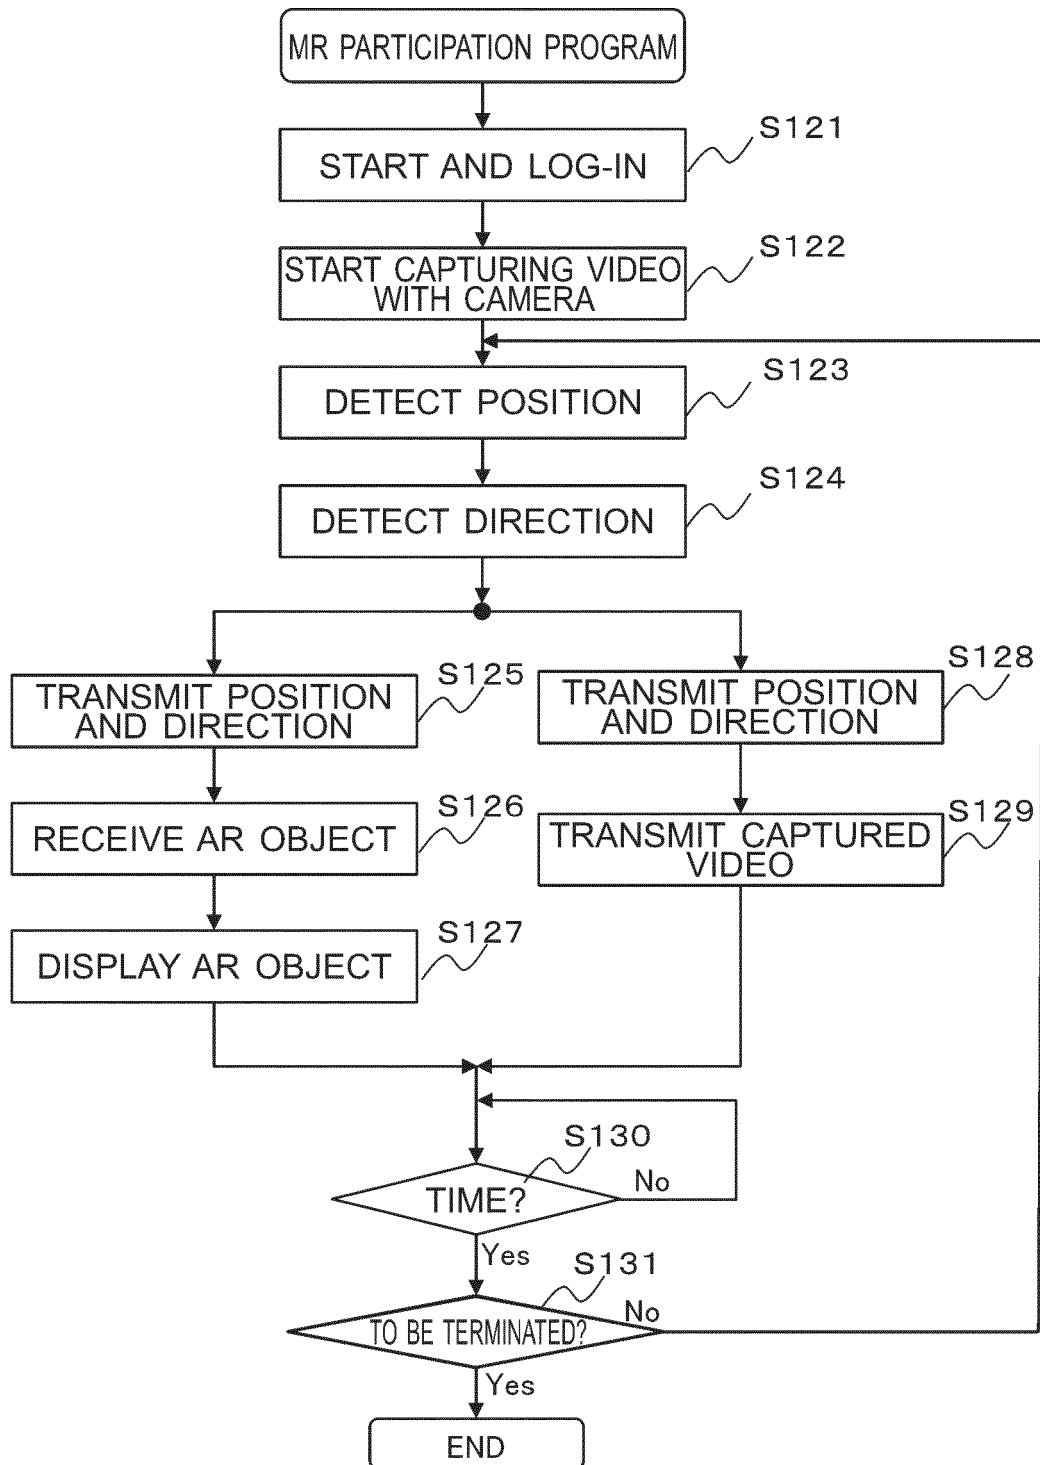 MR PARTICIPATION PROGRAM
S121
START AND LOG-IN
S122
START CAPTURING VIDEO
WITH CAMERA
S123
DETECT POSITION
S124
DETECT DIRECTION
S125
TRANSMIT POSITION
AND DIRECTION
S126
RECEIVE AR OBJECT
S127
DISPLAY AR OBJECT
S128
TRANSMIT POSITION
AND DIRECTION
S129
TRANSMIT CAPTURED
VIDEO
S130
TIME?
No
Yes
S131
TO BE TERMINATED?
No
Yes
END